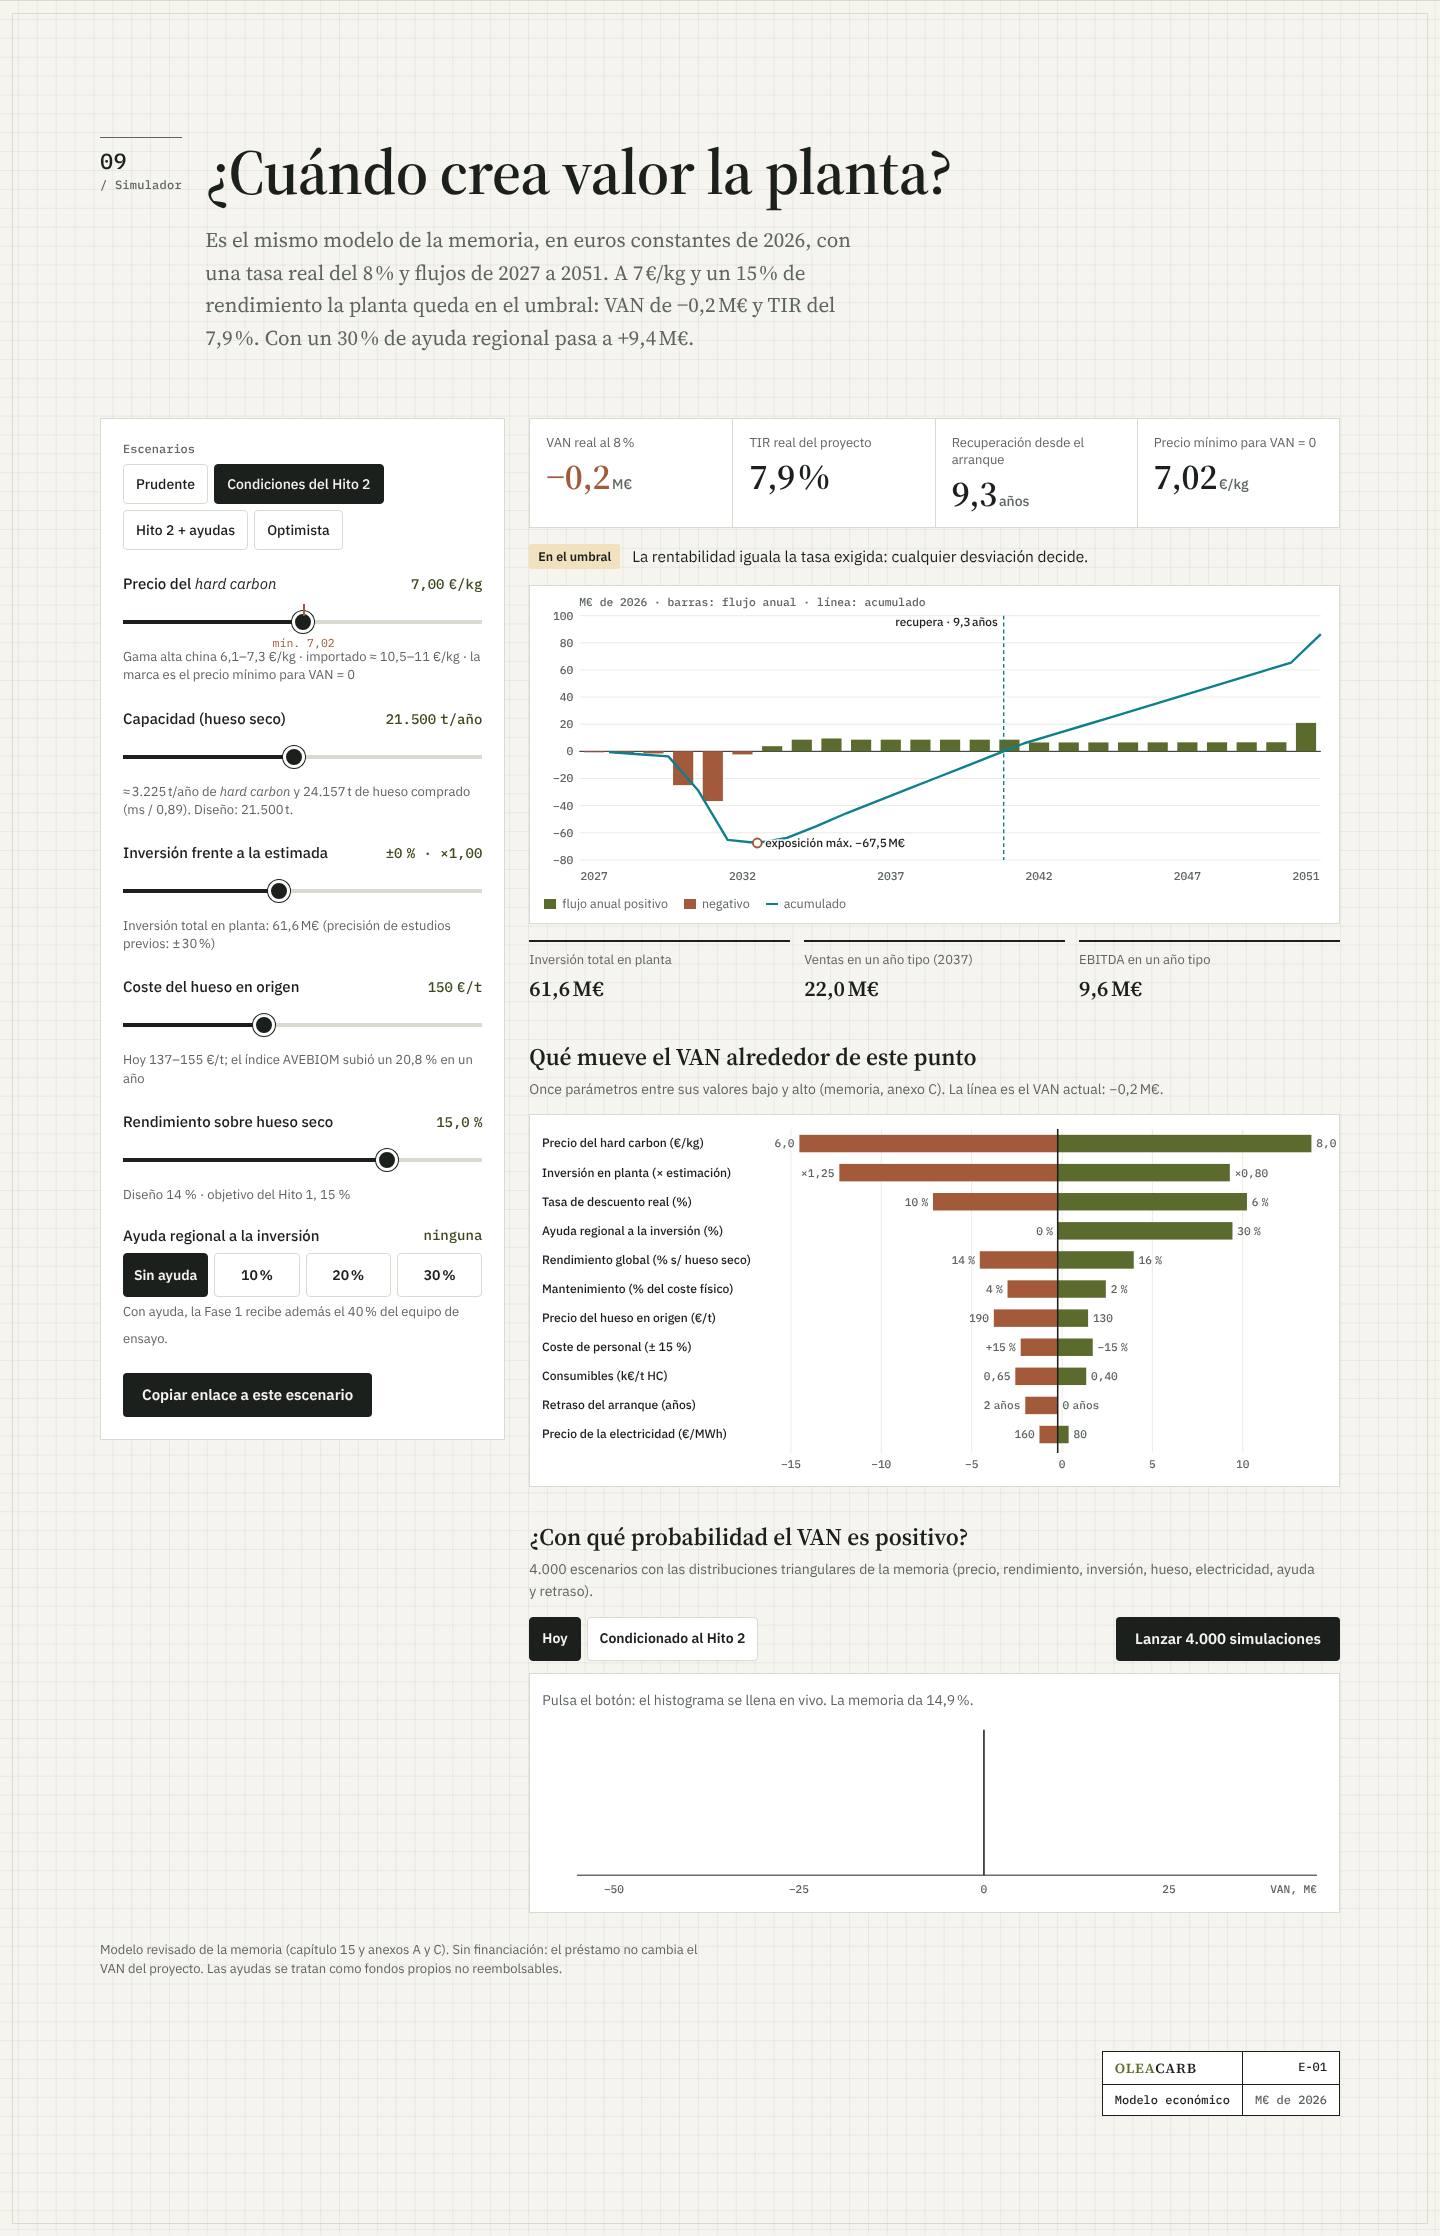 09
/ Simulador
¿Cuándo crea valor la planta?
Es el mismo modelo de la memoria, en euros constantes de 2026, con
una tasa real del 8 % y flujos de 2027 a 2051. A 7 €/kg y un 15 % de
rendimiento la planta queda en el umbral: VAN de −0,2 M€ y TIR del
7,9 %. Con un 30 % de ayuda regional pasa a +9,4 M€.
Escenarios
Prudente
Condiciones del Hito 2
Hito 2 + ayudas
Optimista
Precio del hard carbon
7,00 €/kg
mín. 7,02
Gama alta china 6,1–7,3 €/kg · importado ≈ 10,5–11 €/kg · la
marca es el precio mínimo para VAN = 0
Capacidad (hueso seco)
21.500 t/año
≈ 3.225 t/año de hard carbon y 24.157 t de hueso comprado
(ms / 0,89). Diseño: 21.500 t.
Inversión frente a la estimada
±0 % · ×1,00
Inversión total en planta: 61,6 M€ (precisión de estudios
previos: ± 30 %)
Coste del hueso en origen
150 €/t
Hoy 137–155 €/t; el índice AVEBIOM subió un 20,8 % en un
año
Rendimiento sobre hueso seco
15,0 %
Diseño 14 % · objetivo del Hito 1, 15 %
Ayuda regional a la inversión
ninguna
Sin ayuda
10 %
20 %
30 %
Con ayuda, la Fase 1 recibe además el 40 % del equipo de
ensayo.
Copiar enlace a este escenario
VAN real al 8 %
−0,2 M€
TIR real del proyecto
7,9 %
Recuperación desde el
arranque
9,3 años
Precio mínimo para VAN = 0
7,02 €/kg
En el umbral
La rentabilidad iguala la tasa exigida: cualquier desviación decide.
M€ de 2026 · barras: flujo anual · línea: acumulado
100
80
60
40
20
0
−20
−40
−60
−80
recupera · 9,3 años
exposición máx. −67,5 M€
2027
2032
2037
2042
2047
2051
flujo anual positivo
negativo
acumulado
Inversión total en planta
61,6 M€
Ventas en un año tipo (2037)
22,0 M€
EBITDA en un año tipo
9,6 M€
Qué mueve el VAN alrededor de este punto
Once parámetros entre sus valores bajo y alto (memoria, anexo C). La línea es el VAN actual: −0,2 M€.
Precio del hard carbon (€/kg)
6,0
8,0
Inversión en planta (× estimación)
×1,25
×0,80
Tasa de descuento real (%)
10 %
6 %
Ayuda regional a la inversión (%)
0 %
30 %
Rendimiento global (% s/ hueso seco)
14 %
16 %
Mantenimiento (% del coste físico)
4 %
2 %
Precio del hueso en origen (€/t)
190
130
Coste de personal (± 15 %)
+15 %
−15 %
Consumibles (k€/t HC)
0,65
0,40
Retraso del arranque (años)
2 años
0 años
Precio de la electricidad (€/MWh)
160
80
−15
−10
−5
0
5
10
¿Con qué probabilidad el VAN es positivo?
4.000 escenarios con las distribuciones triangulares de la memoria (precio, rendimiento, inversión, hueso, electricidad, ayuda
y retraso).
Hoy
Condicionado al Hito 2
Lanzar 4.000 simulaciones
Pulsa el botón: el histograma se llena en vivo. La memoria da 14,9 %.
−50
−25
0
25
VAN, M€
Modelo revisado de la memoria (capítulo 15 y anexos A y C). Sin financiación: el préstamo no cambia el
VAN del proyecto. Las ayudas se tratan como fondos propios no reembolsables.
OLEACARB
E-01
Modelo económico
M€ de 2026